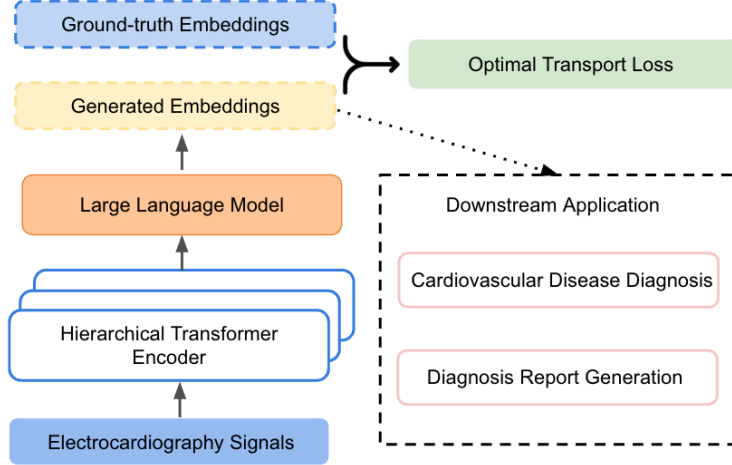 Ground-truth Embeddings
Optimal Transport Loss
Generated Embeddings
Large Language Model
Hierarchical Transformer
Encoder
Electrocardiography Signals
Downstream Application
Cardiovascular Disease Diagnosis
Diagnosis Report Generation